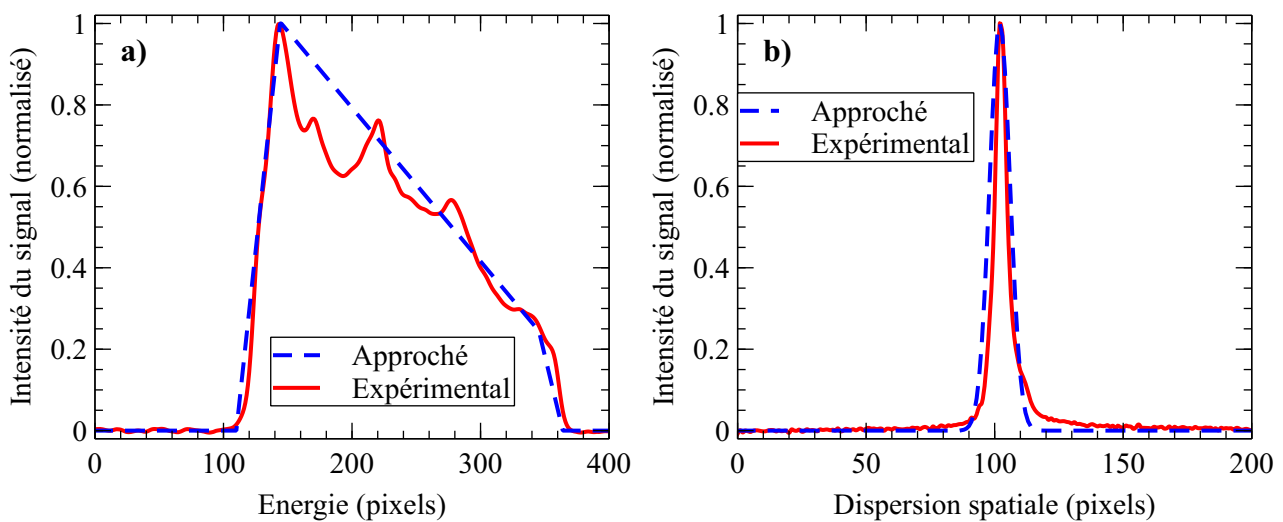 a)
Intensité du signal (normalisé)
1
0.8
0.6
0.4
0.2
0
Approché
Expérimental
0 100 200 300 400
Energie (pixels)
b)
Intensité du signal (normalisé)
1
0.8
0.6
0.4
0.2
0
Approché
Expérimental
0 50 100 150 200
Dispersion spatiale (pixels)